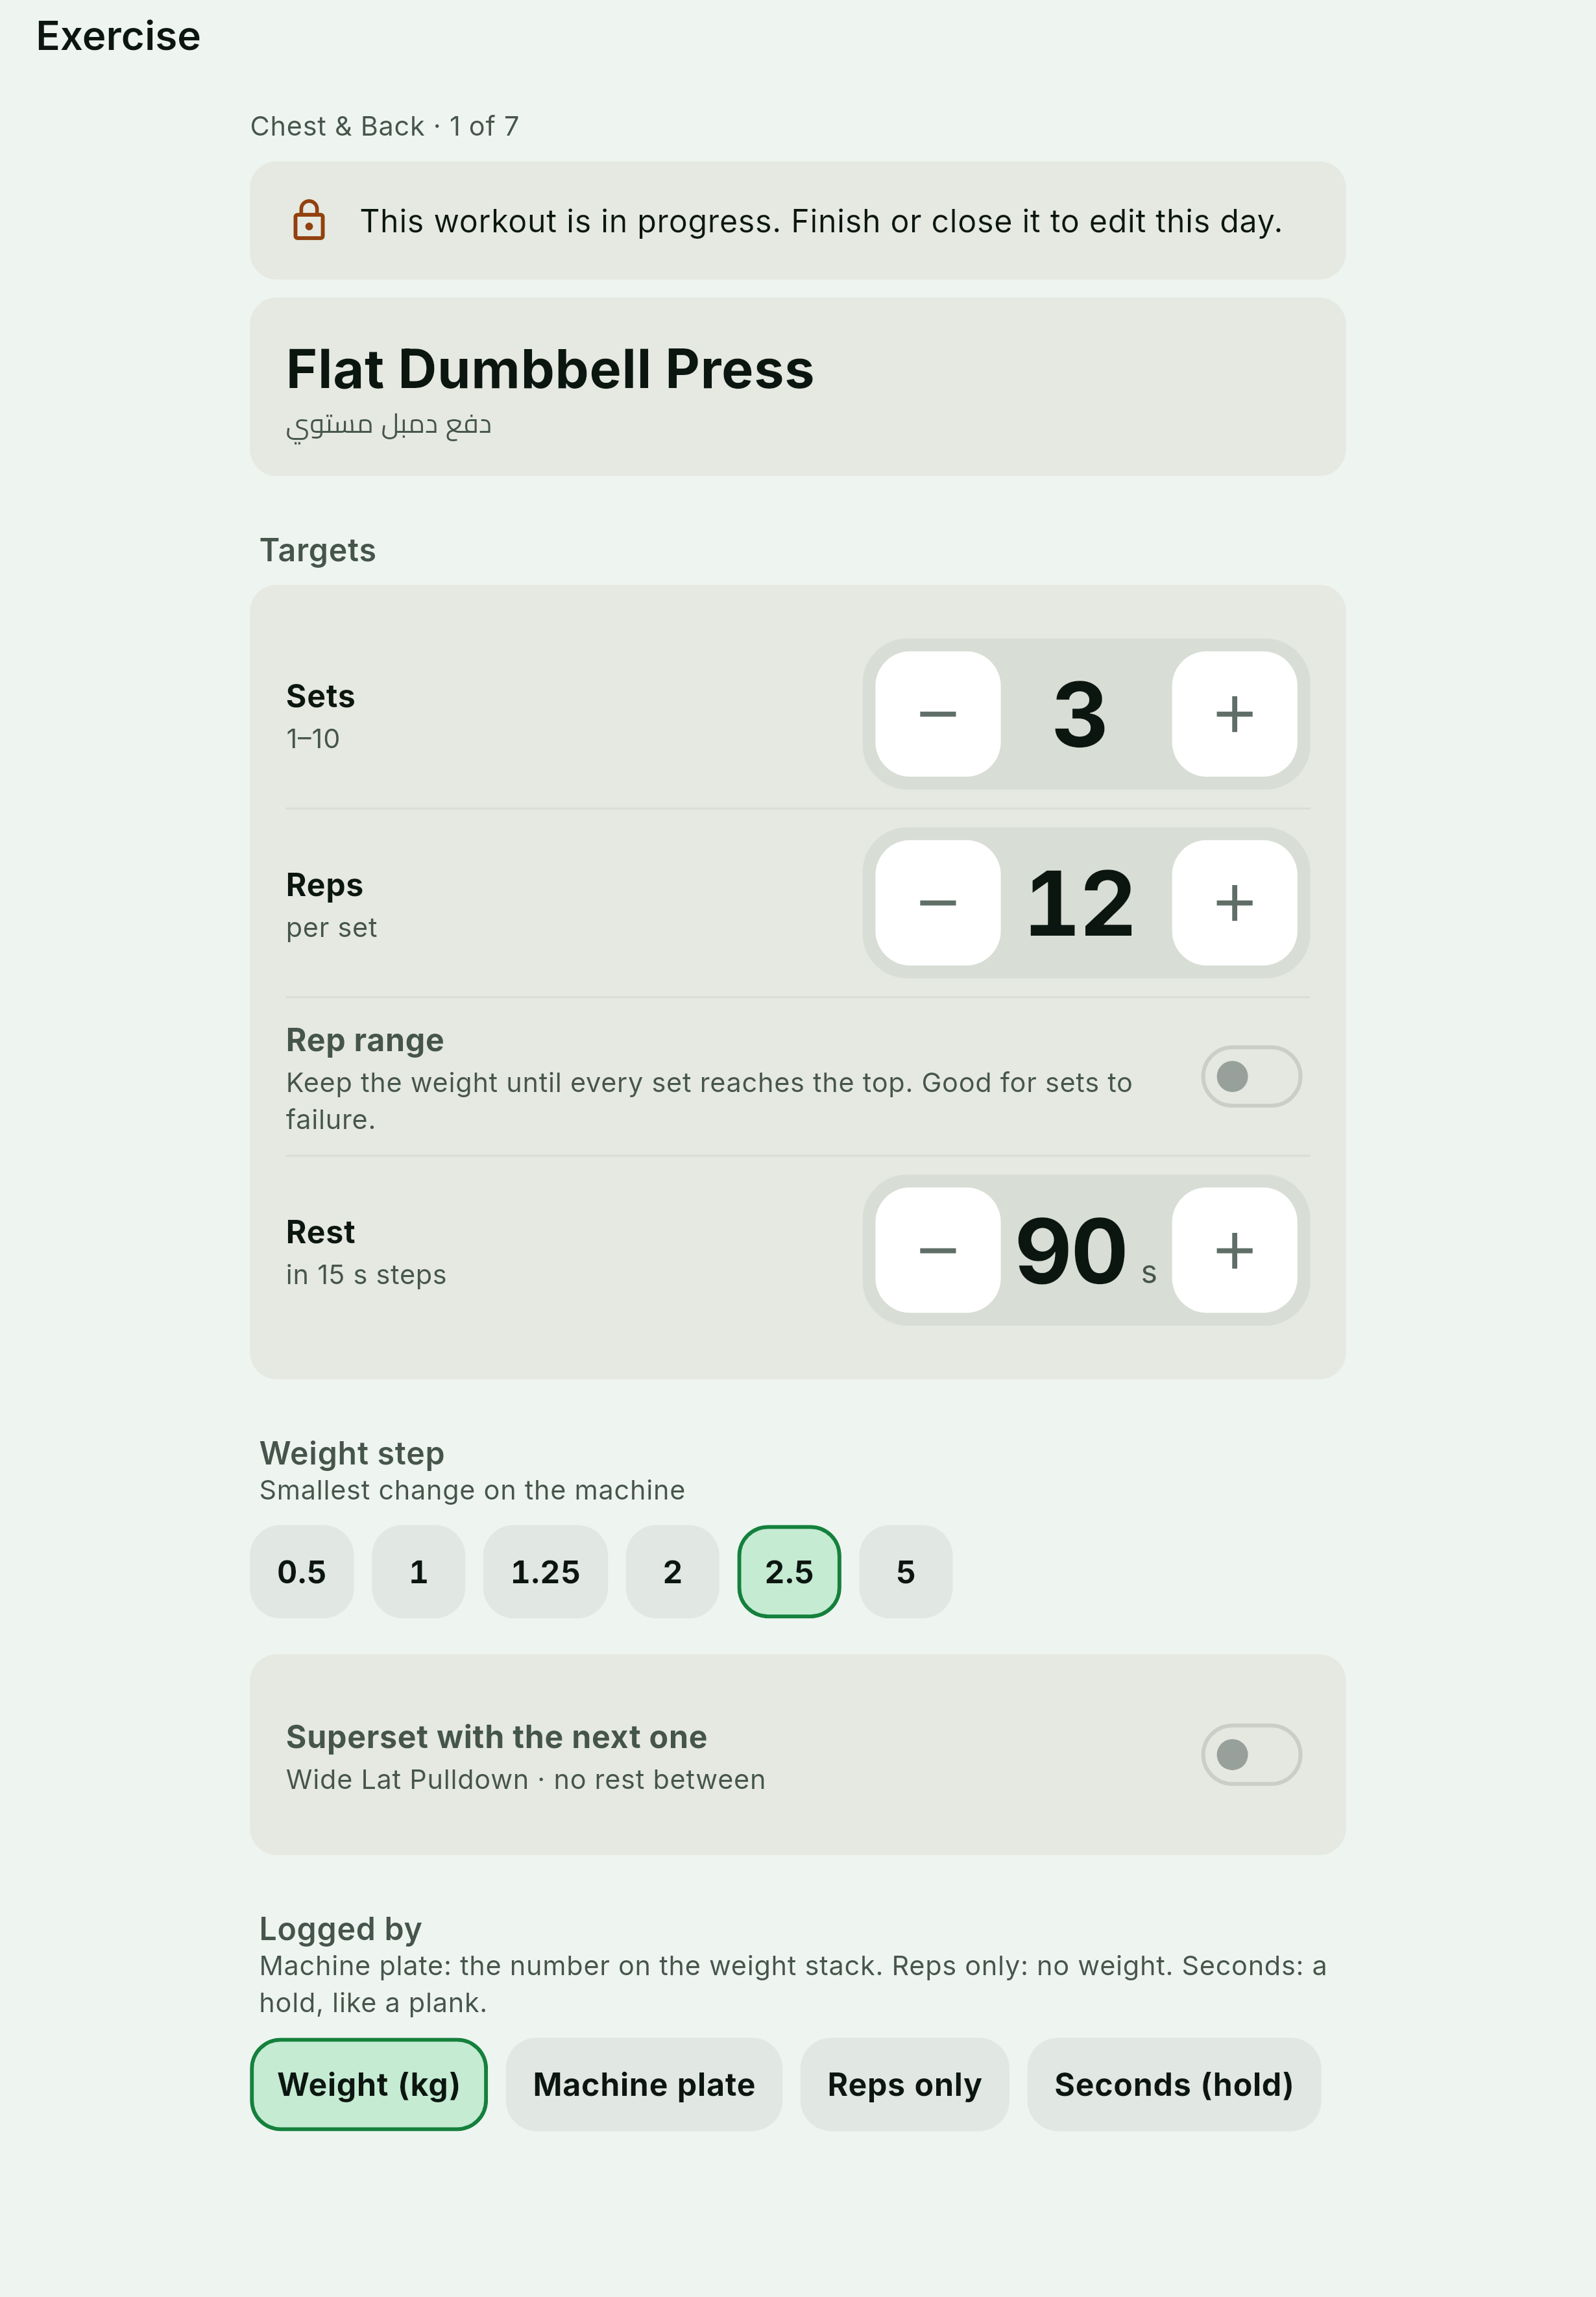 Exercise
Chest & Back · 1 of 7
This workout is in progress. Finish or close it to edit this day.
Flat Dumbbell Press
دفع دمبل مستوي
Targets
Sets
1–10
− 3 +
Reps
per set
− 12 +
Rep range
Keep the weight until every set reaches the top. Good for sets to
failure.
Rest
in 15 s steps
− 90 s +
Weight step
Smallest change on the machine
0.5 1 1.25 2 2.5 5
Superset with the next one
Wide Lat Pulldown · no rest between
Logged by
Machine plate: the number on the weight stack. Reps only: no weight. Seconds: a
hold, like a plank.
Weight (kg) Machine plate Reps only Seconds (hold)